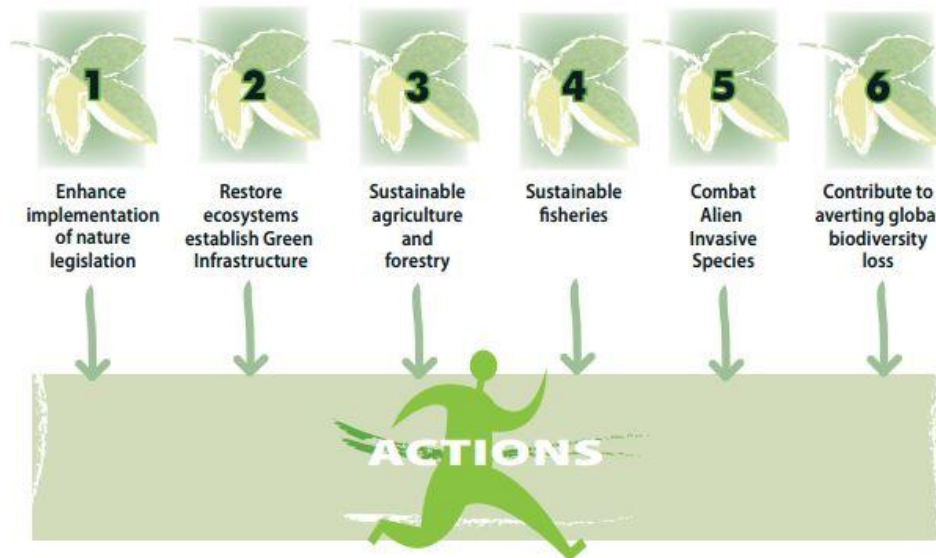 1
Enhance
implementation
of nature
legislation
2
Restore
ecosystems
establish Green
Infrastructure
3
Sustainable
agriculture
and
forestry
4
Sustainable
fisheries
5
Combat
Alien
Invasive
Species
6
Contribute to
averting global
biodiversity
loss
ACTIONS